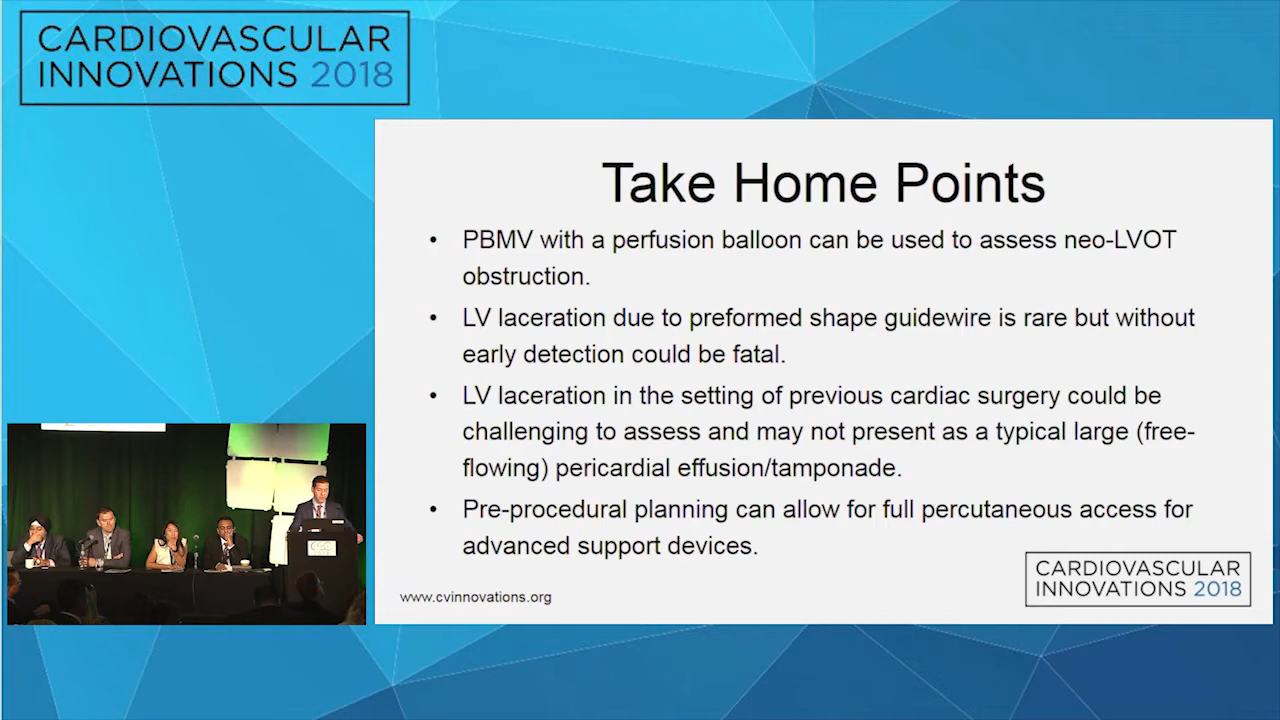 CARDIOVASCULAR
INNOVATIONS 2018
Take Home Points
• PBMV with a perfusion balloon can be used to assess neo-LVOT
obstruction.
• LV laceration due to preformed shape guidewire is rare but without
early detection could be fatal.
• LV laceration in the setting of previous cardiac surgery could be
challenging to assess and may not present as a typical large (free-
flowing) pericardial effusion/tamponade.
• Pre-procedural planning can allow for full percutaneous access for
advanced support devices.
www.cvinnovations.org
CARDIOVASCULAR
INNOVATIONS 2018